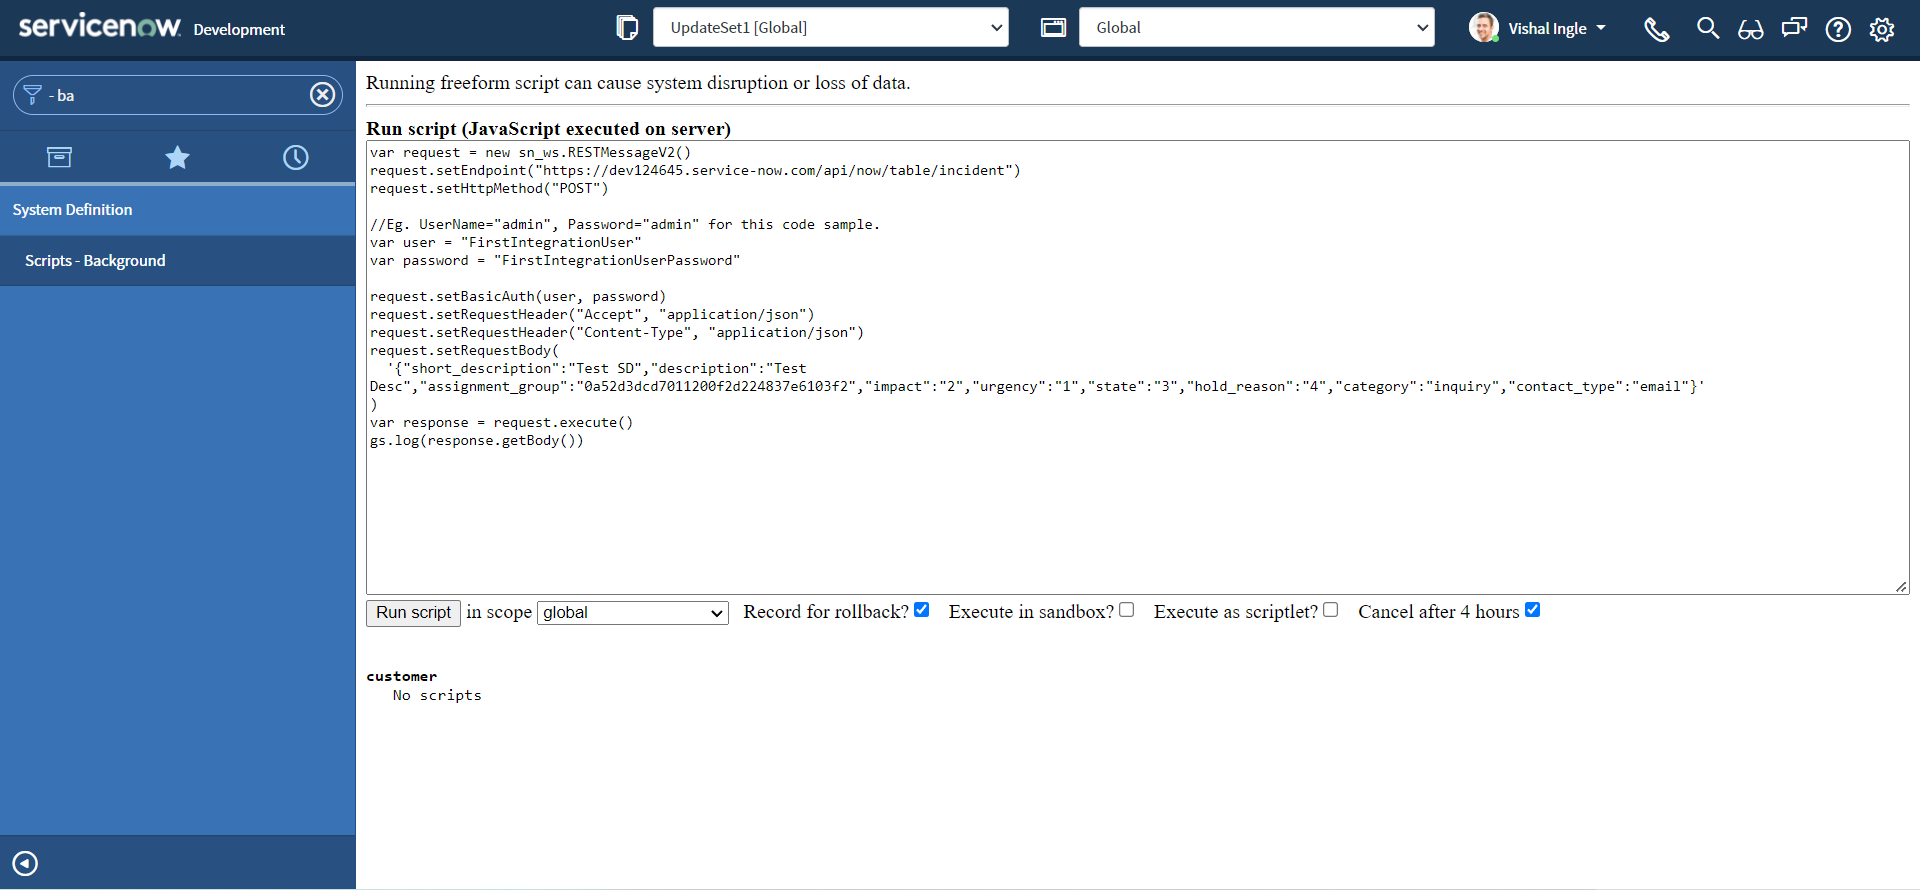 servicenow. Development
UpdateSet1 [Global]
Global
Vishal Ingle
- ba
System Definition
Scripts - Background
Running freeform script can cause system disruption or loss of data.
Run script (JavaScript executed on server)
var request = new sn_ws.RESTMessageV2()
request.setEndpoint("https://dev124645.service-now.com/api/now/table/incident")
request.setHttpMethod("POST")
//Eg. UserName="admin", Password="admin" for this code sample.
var user = "FirstIntegrationUser"
var password = "FirstIntegrationUserPassword"
request.setBasicAuth(user, password)
request.setRequestHeader("Accept", "application/json")
request.setRequestHeader("Content-Type", "application/json")
request.setRequestBody(
'{"short_description":"Test SD","description":"Test
Desc","assignment_group":"0a52d3dcd7011200f2d224837e6103f2","impact":"2","urgency":"1","state":"3","hold_reason":"4","category":"inquiry","contact_type":"email"}'
)
var response = request.execute()
gs.log(response.getBody())
Run script in scope global Record for rollback? Execute in sandbox? Execute as scriptlet? Cancel after 4 hours
customer
No scripts